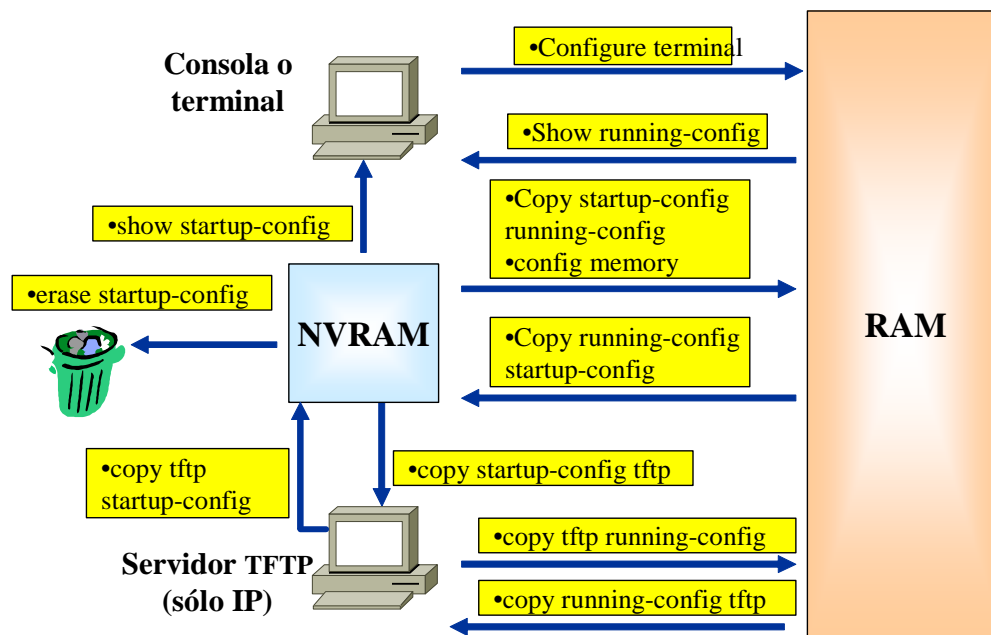 •Configure terminal
Consola o
terminal
•Show running-config
•show startup-config
•Copy startup-config
running-config
•config memory
•erase startup-config
NVRAM
RAM
•Copy running-config
startup-config
•copy tftp
startup-config
•copy startup-config tftp
Servidor TFTP
(sólo IP)
•copy tftp running-config
•copy running-config tftp